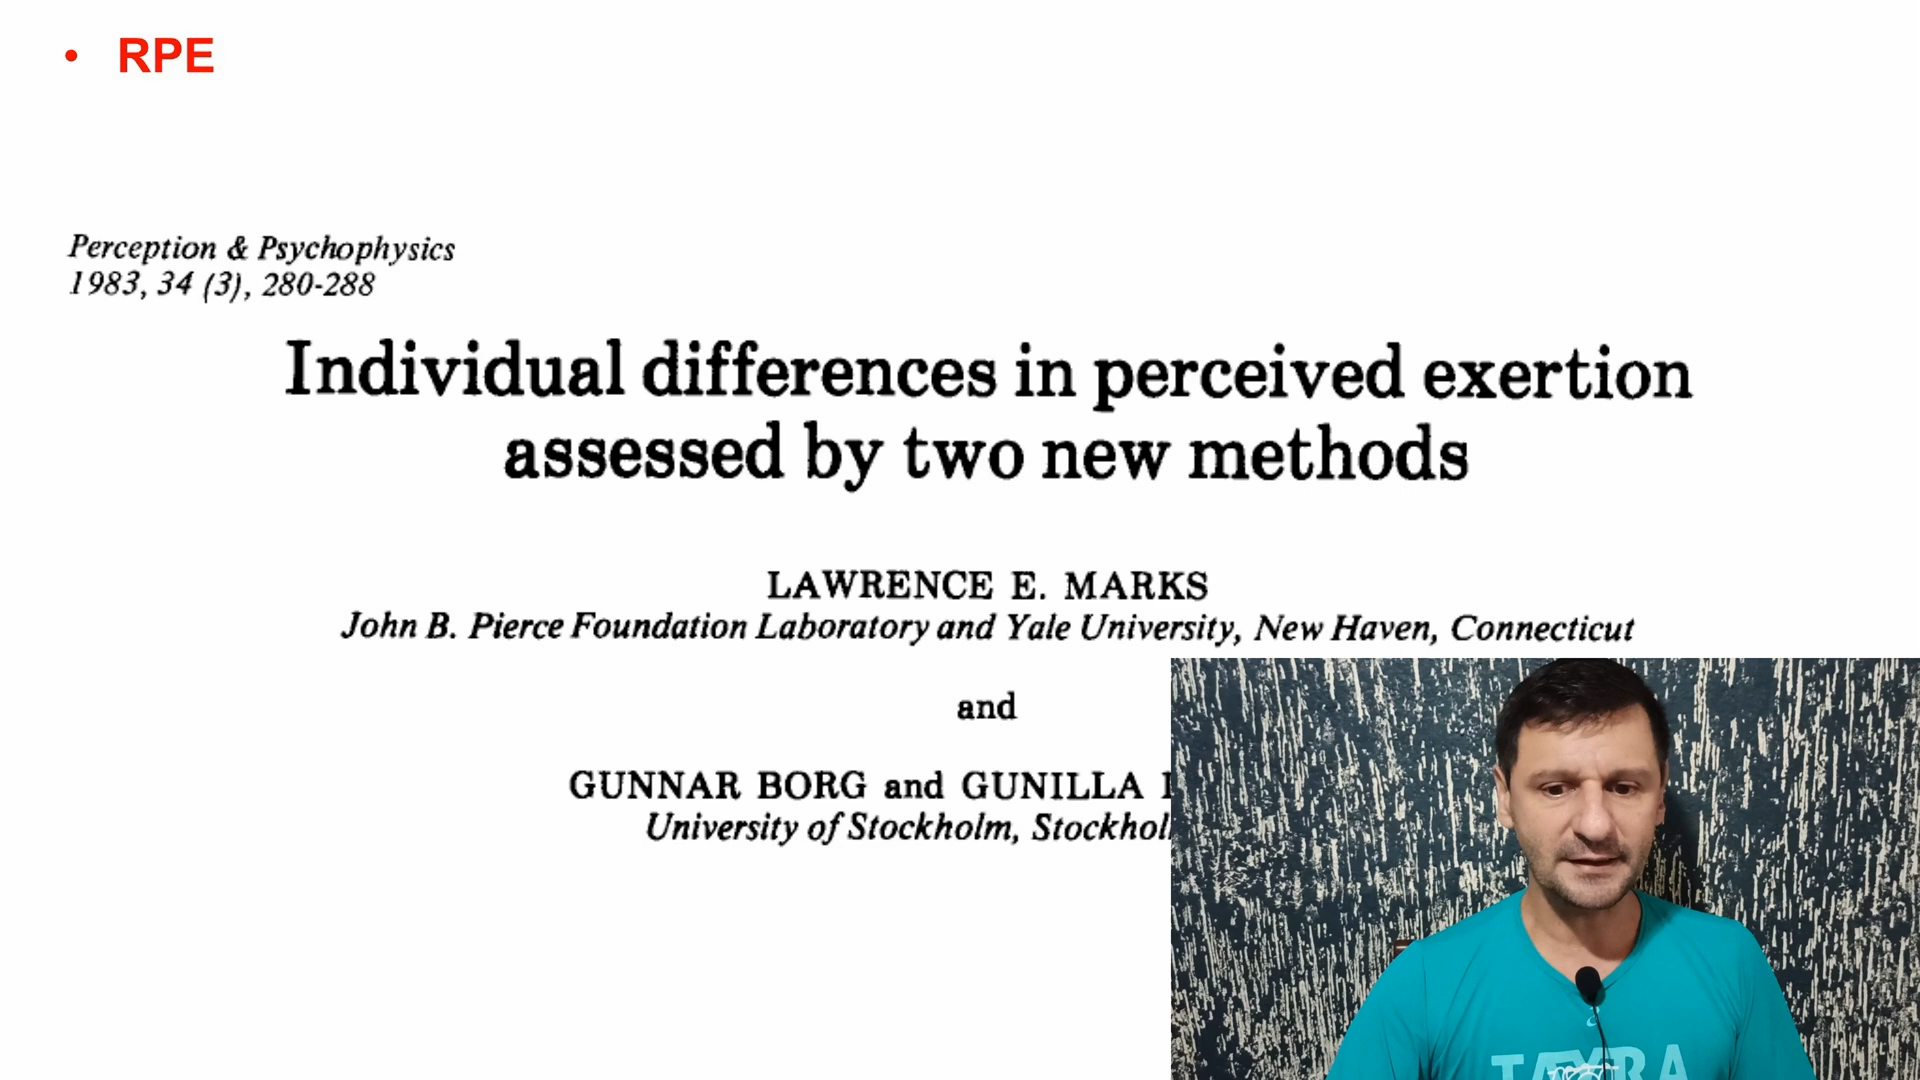 • RPE
Perception & Psychophysics
1983, 34 (3), 280-288
Individual differences in perceived exertion
assessed by two new methods
LAWRENCE E. MARKS
John B. Pierce Foundation Laboratory and Yale University, New Haven, Connecticut
and
GUNNAR BORG and GUNILLA
University of Stockholm,